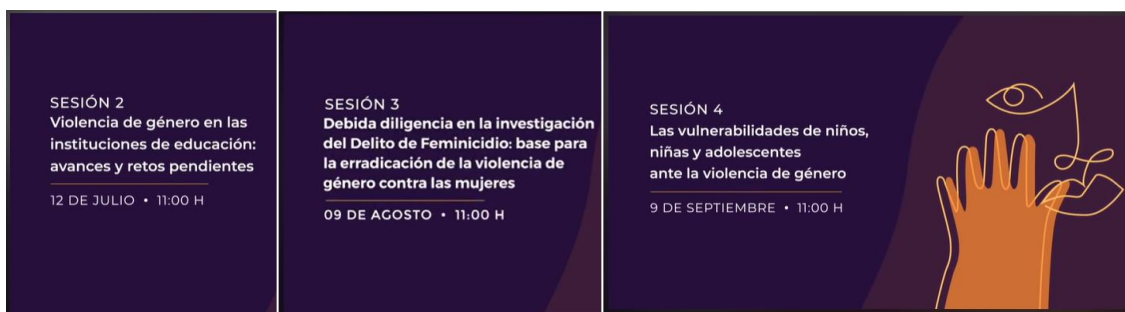 SESIÓN 2
Violencia de género en las
instituciones de educación:
avances y retos pendientes
12 DE JULIO • 11:00 H
SESIÓN 3
Debida diligencia en la investigación
del Delito de Feminicidio: base para
la erradicación de la violencia de
género contra las mujeres
09 DE AGOSTO • 11:00 H
SESIÓN 4
Las vulnerabilidades de niños,
niñas y adolescentes
ante la violencia de género
9 DE SEPTIEMBRE • 11:00 H